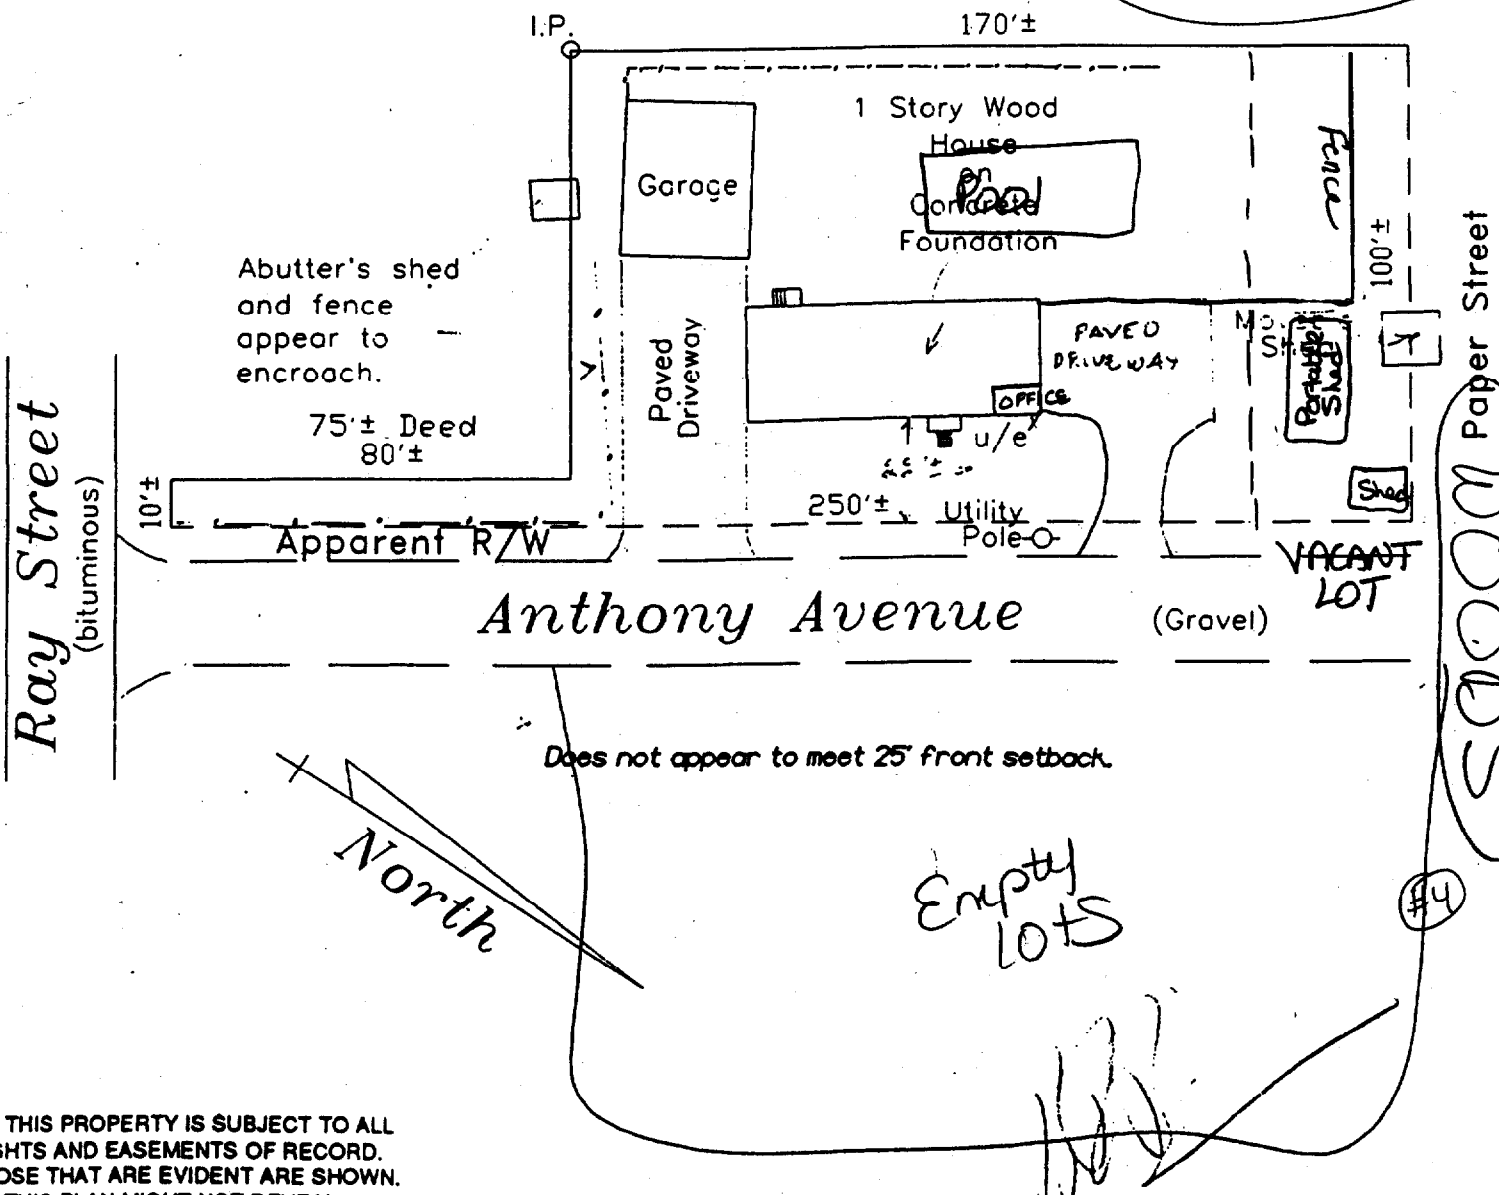 I.P.
170'±
1 Story Wood
House
on
Concrete
Foundation
Pool
Garage
Fence
100'±
Paper Street
Abutter's shed
and fence
appear to
encroach.
Paved
Driveway
PAVED
DRIVEWAY
OFFICE
Portable
Shed
Shed
75'± Deed
80'±
10'±
1
u/e
250'±
Utility
Pole
Apparent R/W
VACANT
LOT
Ray Street
(bituminous)
Anthony Avenue
(Gravel)
WOODS
Does not appear to meet 25' front setback.
North
Empty
Lots
#4
THIS PROPERTY IS SUBJECT TO ALL
GHTS AND EASEMENTS OF RECORD.
OSE THAT ARE EVIDENT ARE SHOWN.